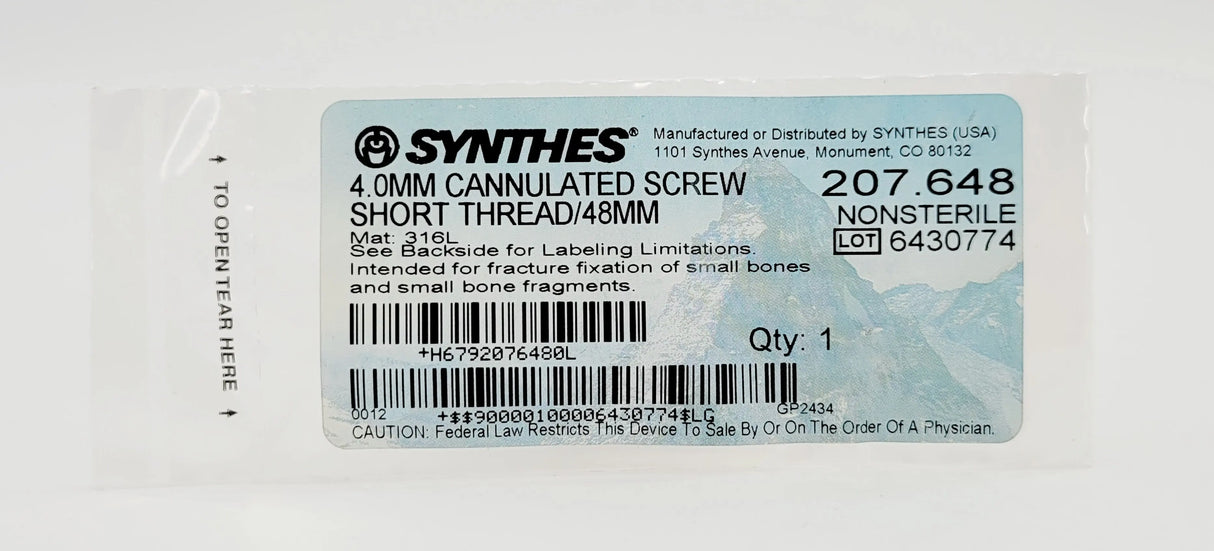 TO OPEN TEAR HERE
SYNTHES® Manufactured or Distributed by SYNTHES (USA)
1101 Synthes Avenue, Monument, CO 80132
4.0MM CANNULATED SCREW 207.648
SHORT THREAD/48MM NONSTERILE
Mat: 316L LOT 6430774
See Backside for Labeling Limitations.
Intended for fracture fixation of small bones
and small bone fragments.
Qty: 1
+H6792076480L
0012 +$$90000100006430774$LG GP2434
CAUTION: Federal Law Restricts This Device To Sale By Or On The Order Of A Physician.